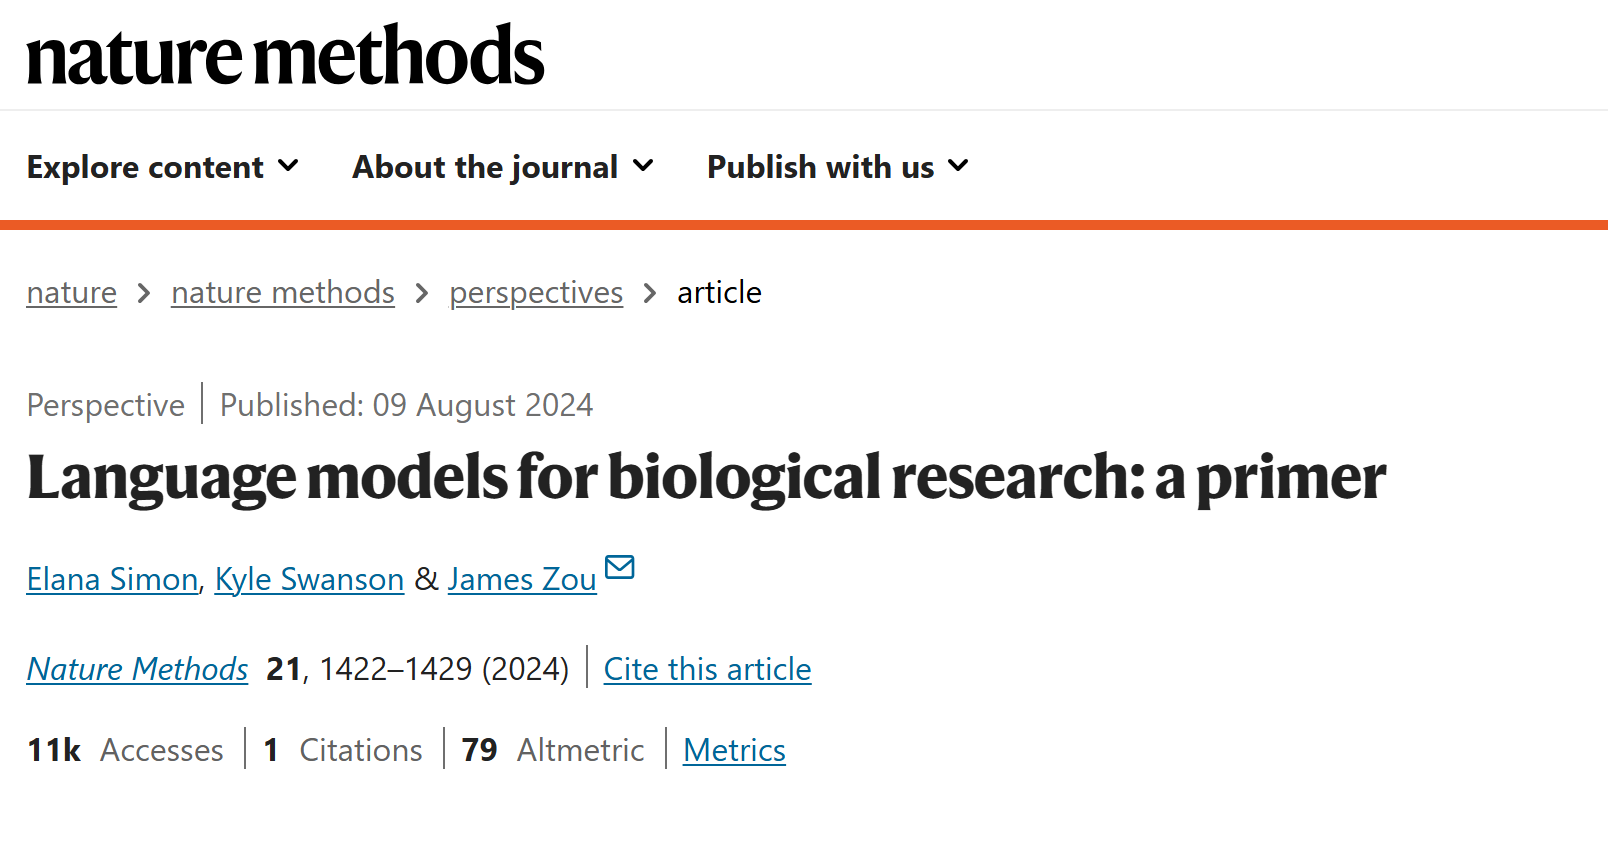 nature methods
Explore content About the journal Publish with us
nature > nature methods > perspectives > article
Perspective | Published: 09 August 2024
Language models for biological research: a primer
Elana Simon, Kyle Swanson & James Zou
Nature Methods 21, 1422–1429 (2024) | Cite this article
11k Accesses | 1 Citations | 79 Altmetric | Metrics